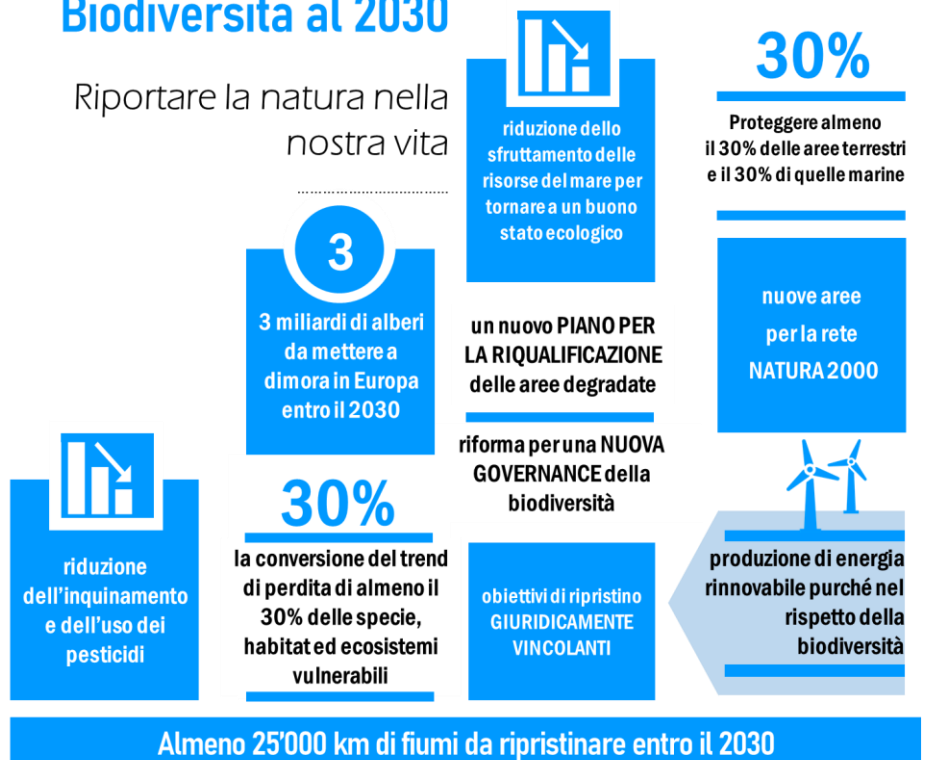 Biodiversità al 2030
Riportare la natura nella
nostra vita
riduzione dello
sfruttamento delle
risorse del mare per
tornare a un buono
stato ecologico
30%
Proteggere almeno
il 30% delle aree terrestri
e il 30% di quelle marine
3
3 miliardi di alberi
da mettere a
dimora in Europa
entro il 2030
un nuovo PIANO PER
LA RIQUALIFICAZIONE
delle aree degradate
nuove aree
per la rete
NATURA 2000
riforma per una NUOVA
GOVERNANCE della
biodiversità
riduzione
dell'inquinamento
e dell'uso dei
pesticidi
30%
la conversione del trend
di perdita di almeno il
30% delle specie,
habitat ed ecosistemi
vulnerabili
obiettivi di ripristino
GIURIDICAMENTE
VINCOLANTI
produzione di energia
rinnovabile purché nel
rispetto della
biodiversità
Almeno 25'000 km di fiumi da ripristinare entro il 2030